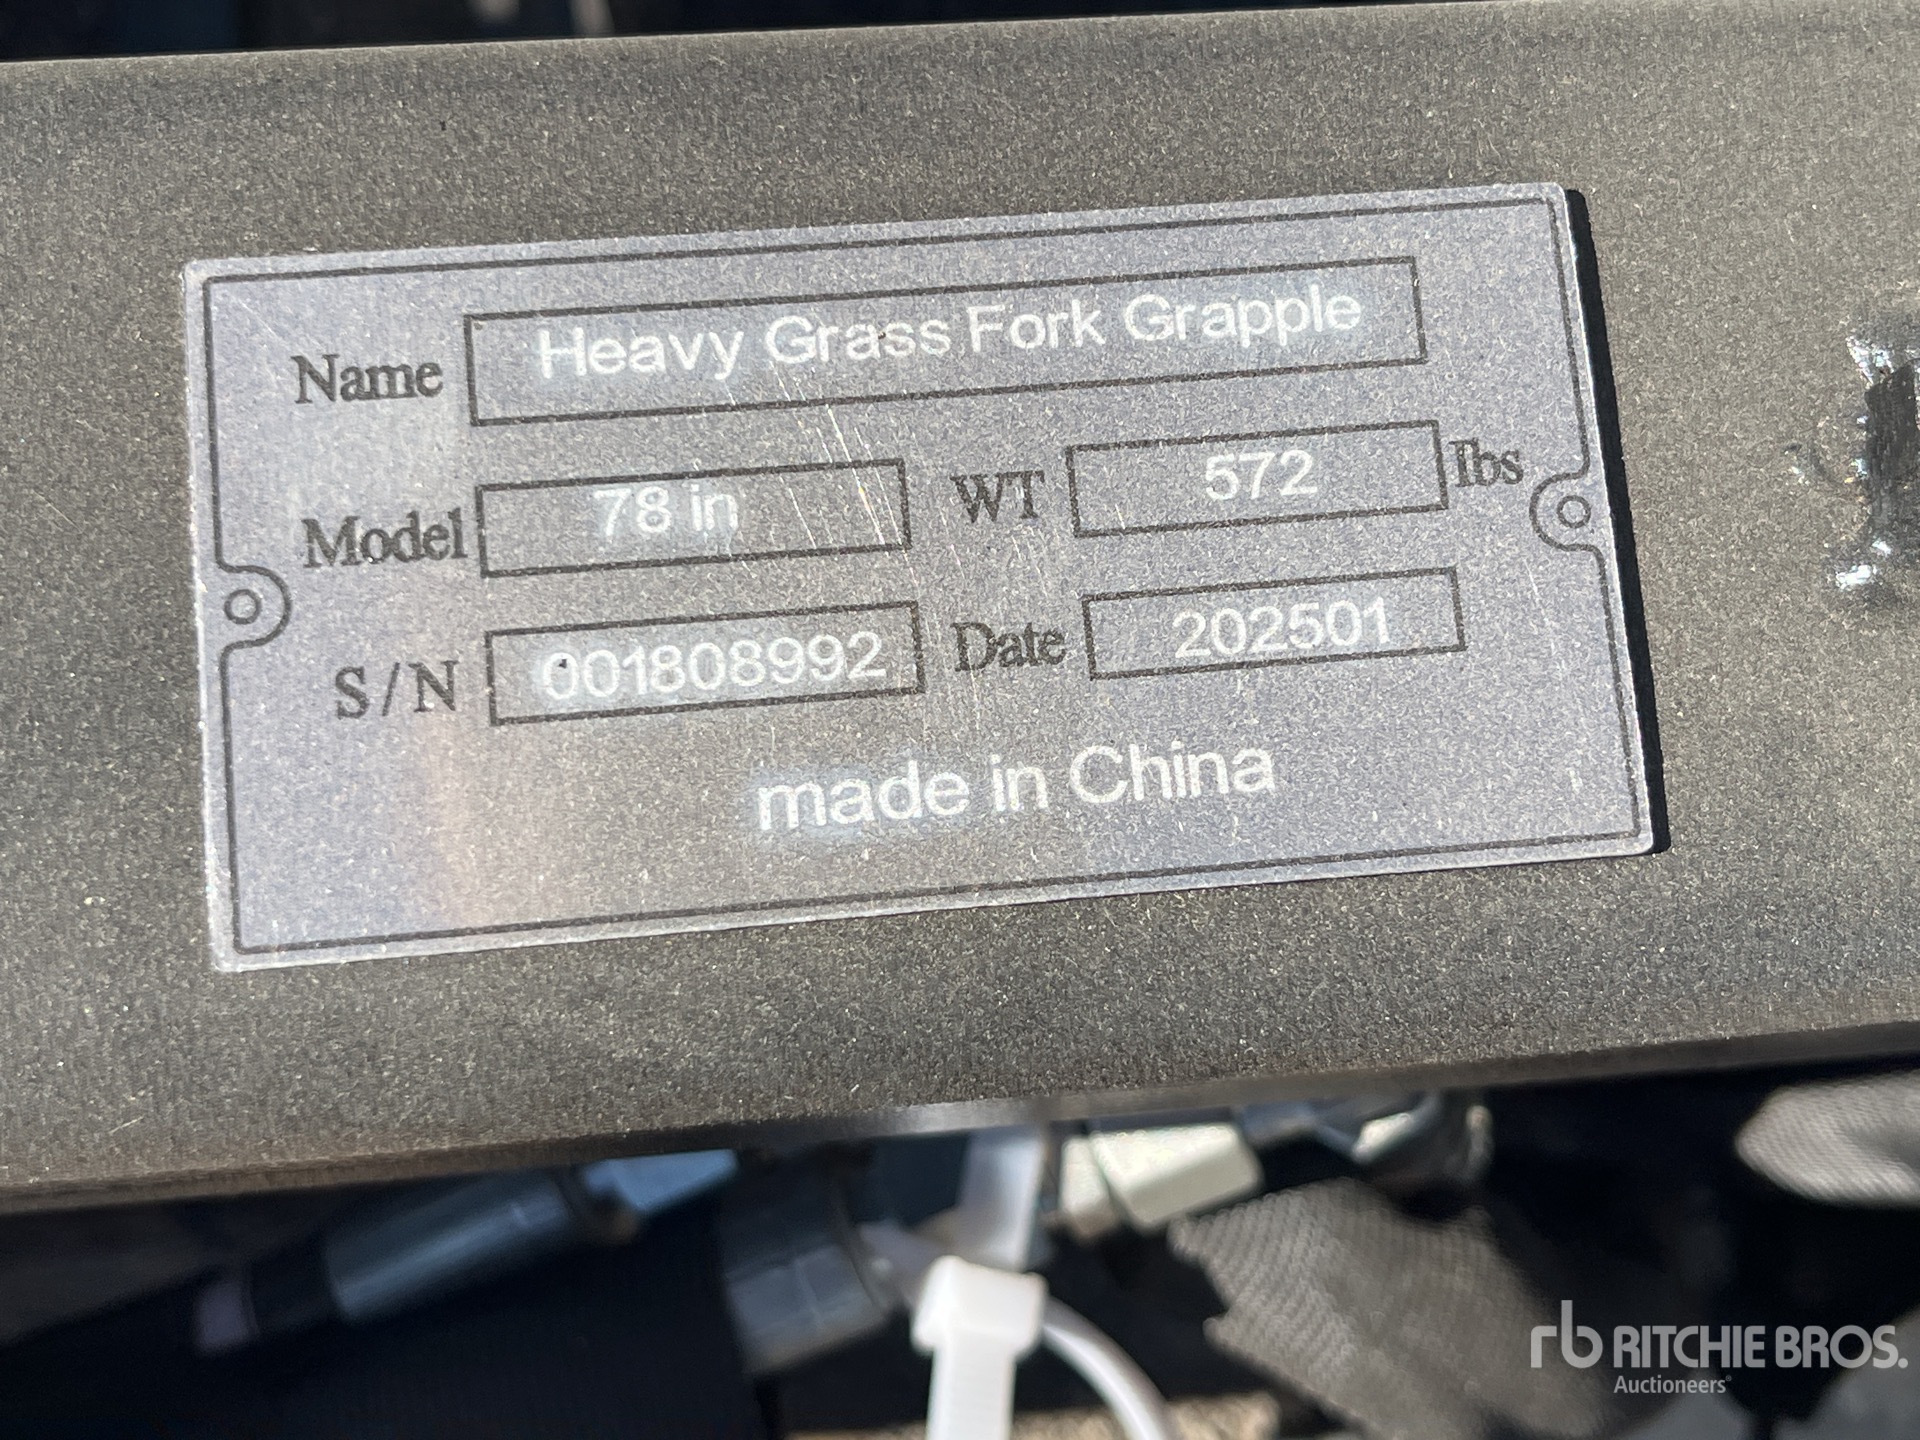 Name Heavy Grass Fork Grapple
Model 78 in WT 572 lbs
S/N 001808992 Date 202501
made in China
rb RITCHIE BROS.
Auctioneers®